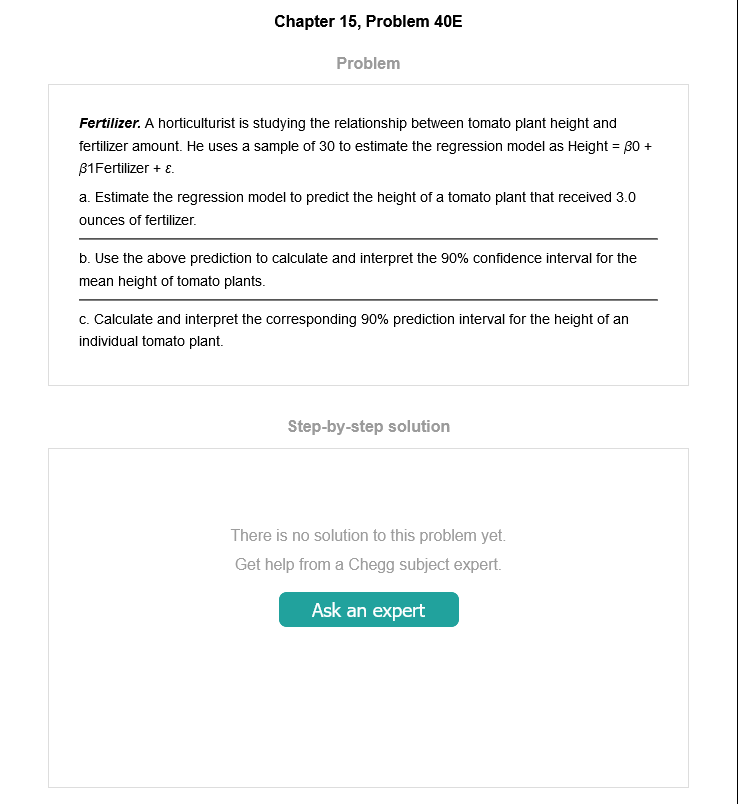 Chapter 15, Problem 40E
Problem
Fertilizer. A horticulturist is studying the relationship between tomato plant height and
fertilizer amount. He uses a sample of 30 to estimate the regression model as Height = β0 +
β1Fertilizer + ε.
a. Estimate the regression model to predict the height of a tomato plant that received 3.0
ounces of fertilizer.
b. Use the above prediction to calculate and interpret the 90% confidence interval for the
mean height of tomato plants.
c. Calculate and interpret the corresponding 90% prediction interval for the height of an
individual tomato plant.
Step-by-step solution
There is no solution to this problem yet.
Get help from a Chegg subject expert.
Ask an expert